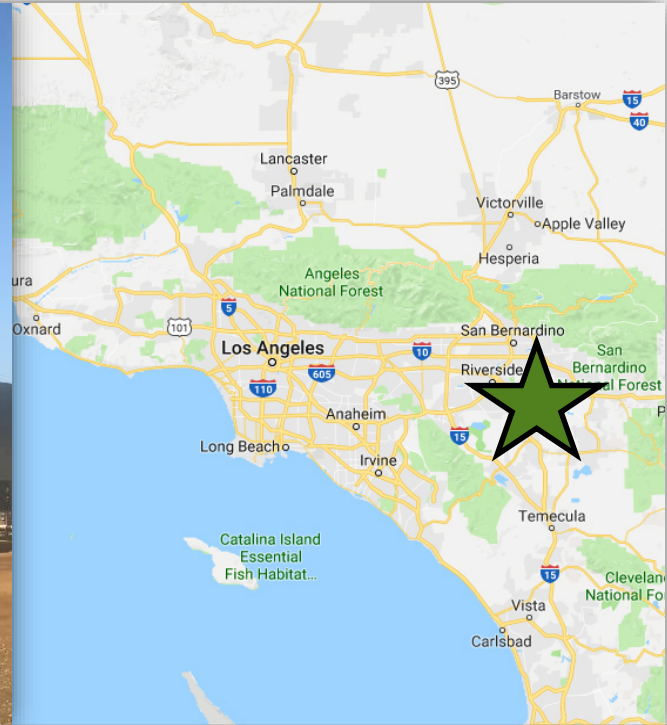 395
Barstow
15
40
Lancaster
Palmdale
Victorville
Apple Valley
Hesperia
Angeles
National Forest
ura
5
Oxnard
101
San Bernardino
Los Angeles
10
San
Bernardino
National Forest
605
Riverside
110
Anaheim
15
Long Beach
Irvine
Temecula
Catalina Island
Essential
Fish Habitat...
15
Clevelan
National Fo
Vista
Carlsbad